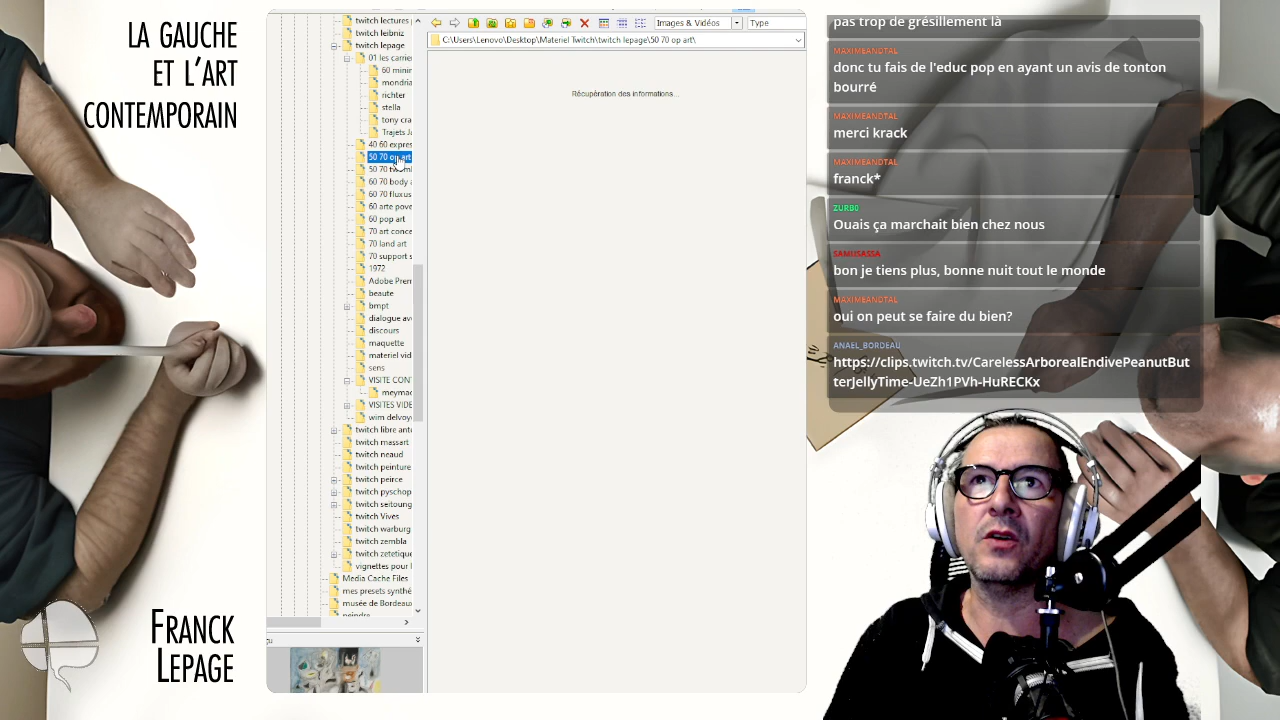 LA GAUCHE
ET L'ART
CONTEMPORAIN
FRANCK
LEPAGE
twitch lectures
twitch leibniz
twitch lepage
01 les carrie
60 minir
mondria
richter
stella
tony cra
Trajets Ja
40 60 expres
50 70 op art
60 70 body a
60 70 fluxus
60 arte pove
60 pop art
70 art conce
70 land art
70 support s
1972
Adobe Prem
beaute
bmpt
dialogue ave
discours
maquette
materiel vid
sens
VISITE CON
meymac
VISITES VIDE
wim delvoy
twitch libre ant
twitch massart
twitch neaud
twitch peinture
twitch peirce
twitch pyschop
twitch seitoung
twitch Vives
twitch warburg
twitch zembla
twitch zetetique
vignettes pour l
Media Cache Files
mes presets synthé
musée de Bordeaux
peindre
Images & Vidéos
Type
C:\Users\Lenovo\Desktop\Materiel Twitch\twitch lepage\50 70 op art\
Récupération des informations...
pas trop de grésillement là
MAXIMEANDTAL
donc tu fais de l'educ pop en ayant un avis de tonton
bourré
MAXIMEANDTAL
merci krack
MAXIMEANDTAL
franck*
ZURB0
Ouais ça marchait bien chez nous
SAMUSASSA
bon je tiens plus, bonne nuit tout le monde
MAXIMEANDTAL
oui on peut se faire du bien?
ANAEL_BORDEAU
https://clips.twitch.tv/CarelessArborealEndivePeanutBut
terJellyTime-UeZh1PVh-HuRECKx